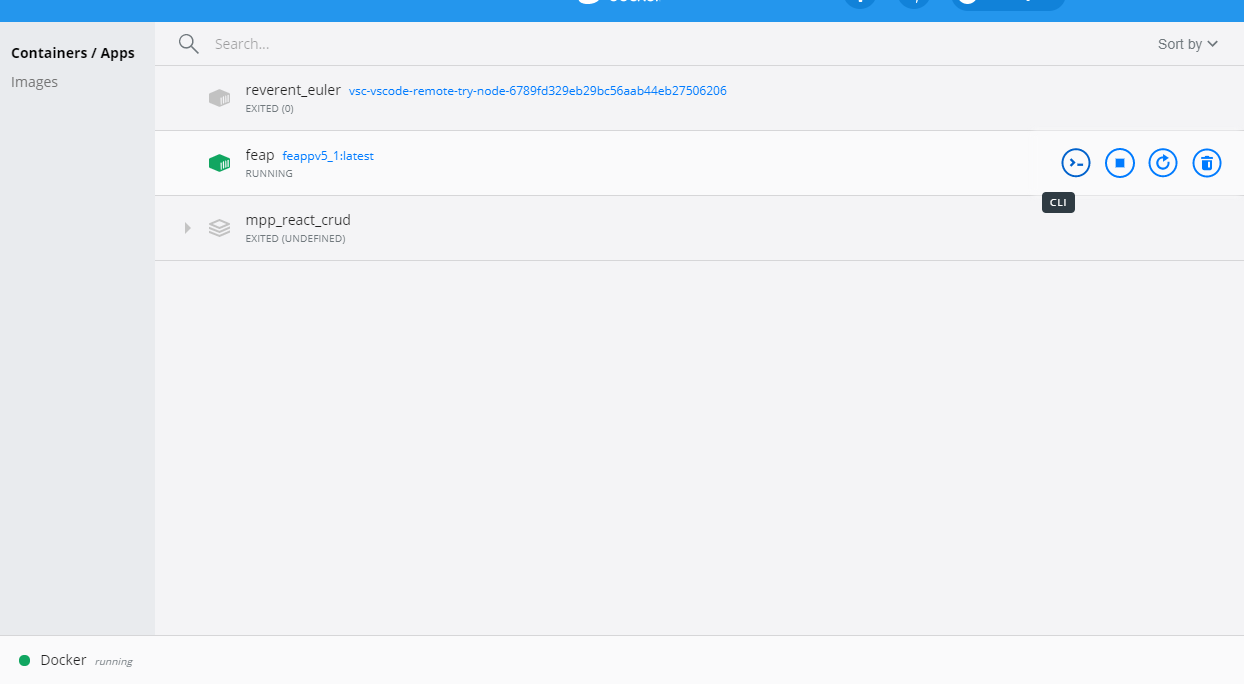 Containers / Apps
Images
Search...
Sort by
reverent_euler vsc-vscode-remote-try-node-6789fd329eb29bc56aab44eb27506206
EXITED (0)
feap feappv5_1:latest
RUNNING
CLI
mpp_react_crud
EXITED (UNDEFINED)
Docker running